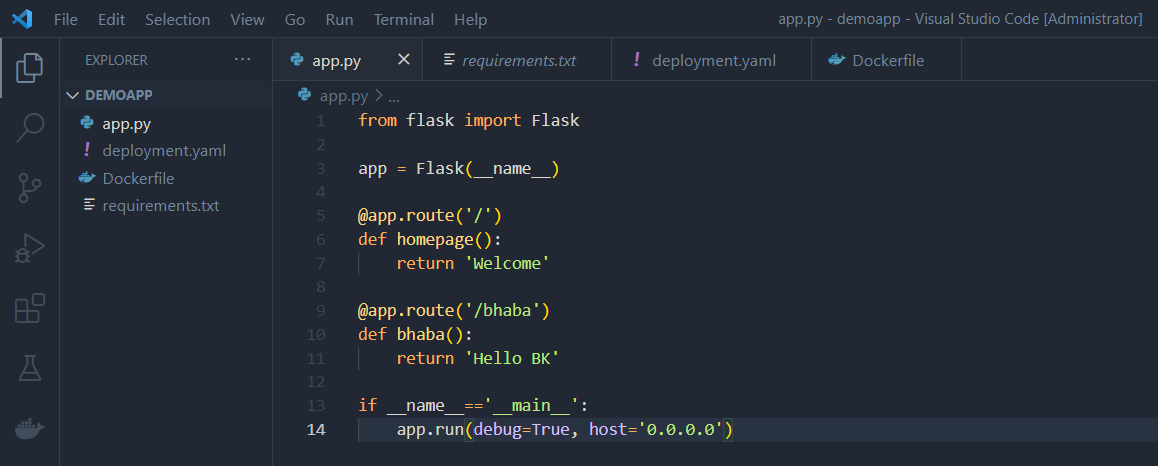 File Edit Selection View Go Run Terminal Help app.py - demoapp - Visual Studio Code [Administrator]
EXPLORER ...
DEMOAPP
app.py
! deployment.yaml
Dockerfile
requirements.txt
app.py × requirements.txt ! deployment.yaml Dockerfile
app.py > ...
1 from flask import Flask
2
3 app = Flask(__name__)
4
5 @app.route('/')
6 def homepage():
7     return 'Welcome'
8
9 @app.route('/bhaba')
10 def bhaba():
11     return 'Hello BK'
12
13 if __name__=='__main__':
14     app.run(debug=True, host='0.0.0.0')